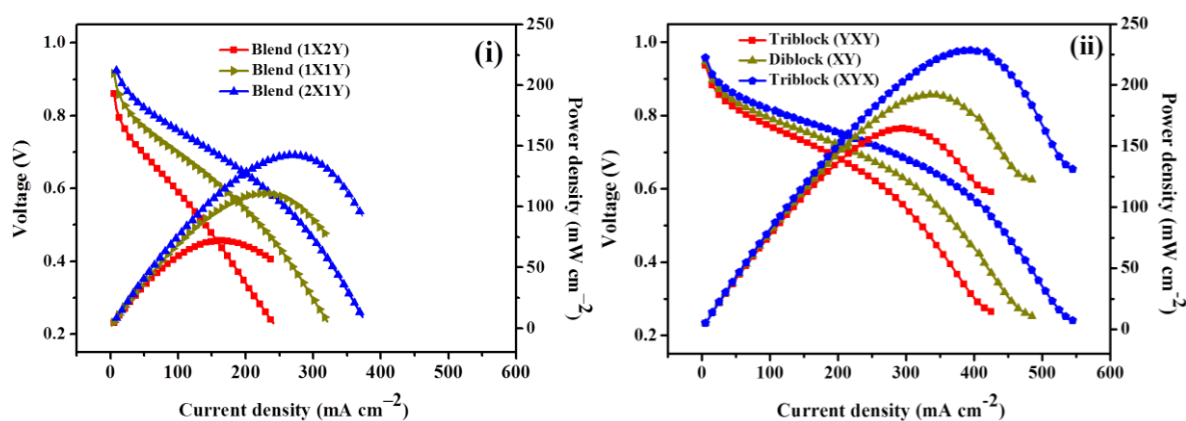 (i)
Blend (1X2Y)
Blend (1X1Y)
Blend (2X1Y)
Voltage (V)
1.0
0.8
0.6
0.4
0.2
0 100 200 300 400 500 600
Current density (mA cm⁻²)
250
200
150
100
50
0
Power density (mW cm⁻²)
(ii)
Triblock (YXY)
Diblock (XY)
Triblock (XYX)
Voltage (V)
1.0
0.8
0.6
0.4
0.2
0 100 200 300 400 500 600
Current density (mA cm⁻²)
250
200
150
100
50
0
Power density (mW cm⁻²)